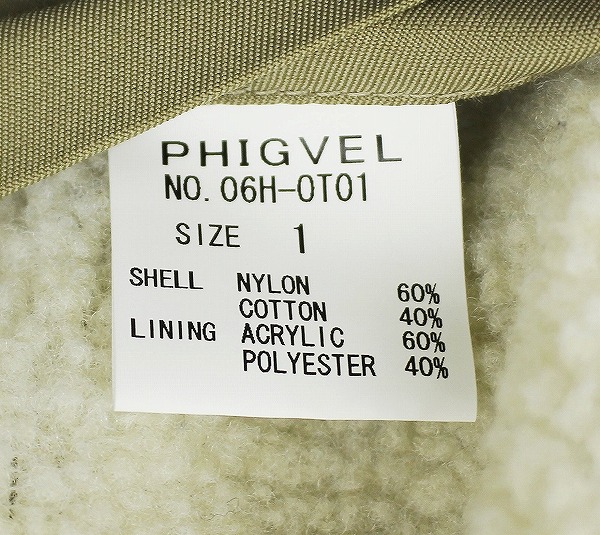 PHIGVEL
NO. 06H-OT01
SIZE 1
SHELL NYLON 60%
COTTON 40%
LINING ACRYLIC 60%
POLYESTER 40%